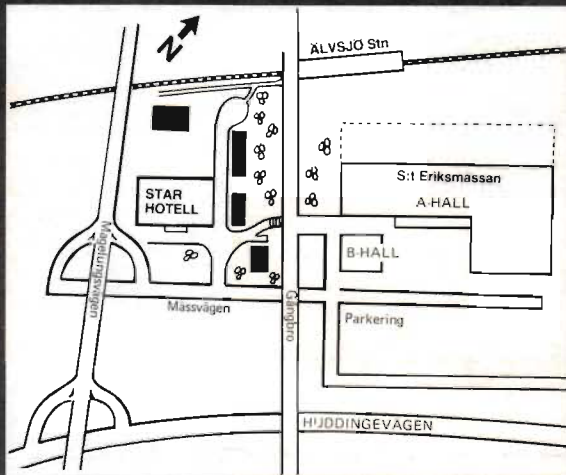 N
ÄLVSJÖ Stn
S:t Eriksmassan
A-HALL
STAR
HOTELL
B-HALL
Magelungsvägen
Mässvägen
Gångbro
Parkering
HUDDINGEVÄGEN